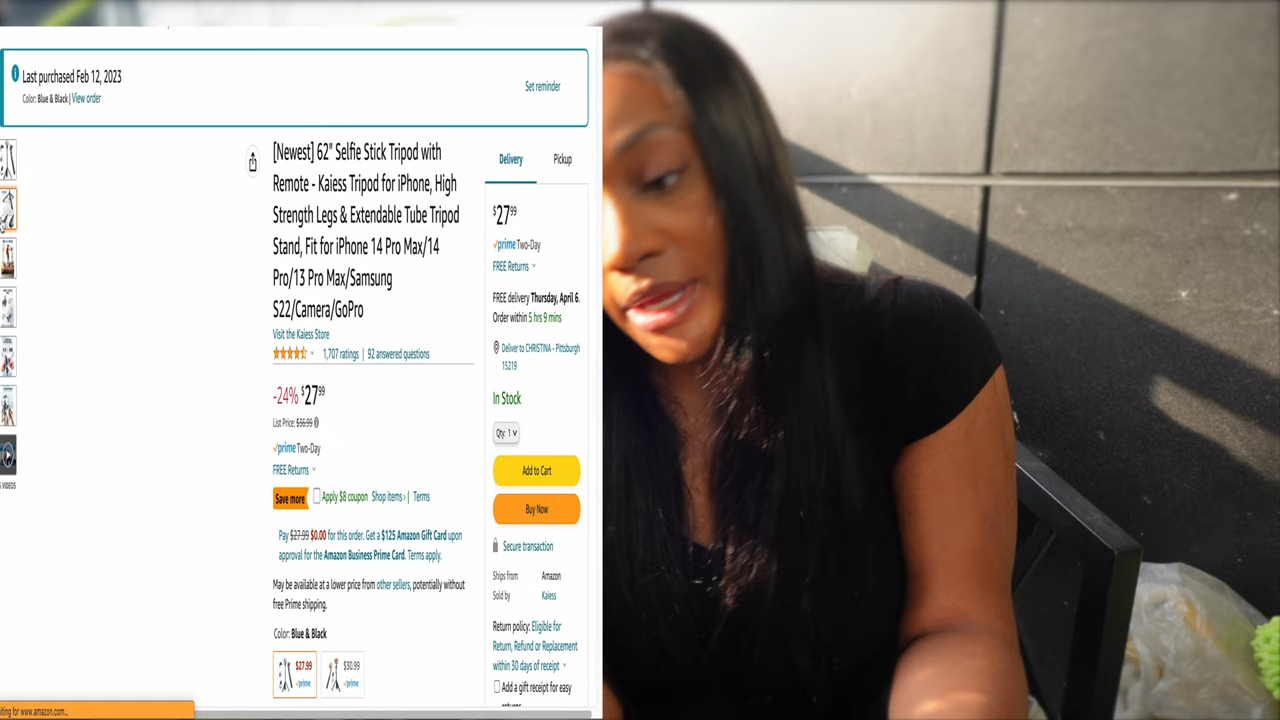 Last purchased Feb 12, 2023
Color: Blue & Black | View order
Set reminder
[Newest] 62" Selfie Stick Tripod with
Remote - Kaiess Tripod for iPhone, High
Strength Legs & Extendable Tube Tripod
Stand, Fit for iPhone 14 Pro Max/14
Pro/13 Pro Max/Samsung
S22/Camera/GoPro
Visit the Kaiess Store
1,707 ratings | 92 answered questions
-24% $27.99
List Price: $36.99
prime Two-Day
FREE Returns
Save more Apply $8 coupon Shop items › | Terms
Pay $27.99 $0.00 for this order. Get a $125 Amazon Gift Card upon
approval for the Amazon Business Prime Card. Terms apply.
May be available at a lower price from other sellers, potentially without
free Prime shipping.
Color: Blue & Black
$27.99 $30.99
prime prime
Delivery Pickup
$27.99
prime Two-Day
FREE Returns
FREE delivery Thursday, April 6.
Order within 5 hrs 9 mins
Deliver to CHRISTINA - Pittsburgh
15219
In Stock
Qty: 1
Add to Cart
Buy Now
Secure transaction
Ships from Amazon
Sold by Kaiess
Return policy: Eligible for
Return, Refund or Replacement
within 30 days of receipt
Add a gift receipt for easy
VIDEOS
www.amazon.com...